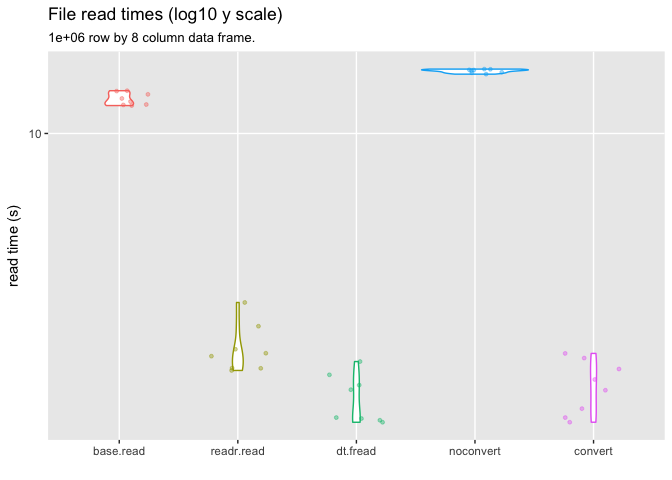 File read times (log10 y scale)
1e+06 row by 8 column data frame.
10
read time (s)
base.read readr.read dt.fread noconvert convert